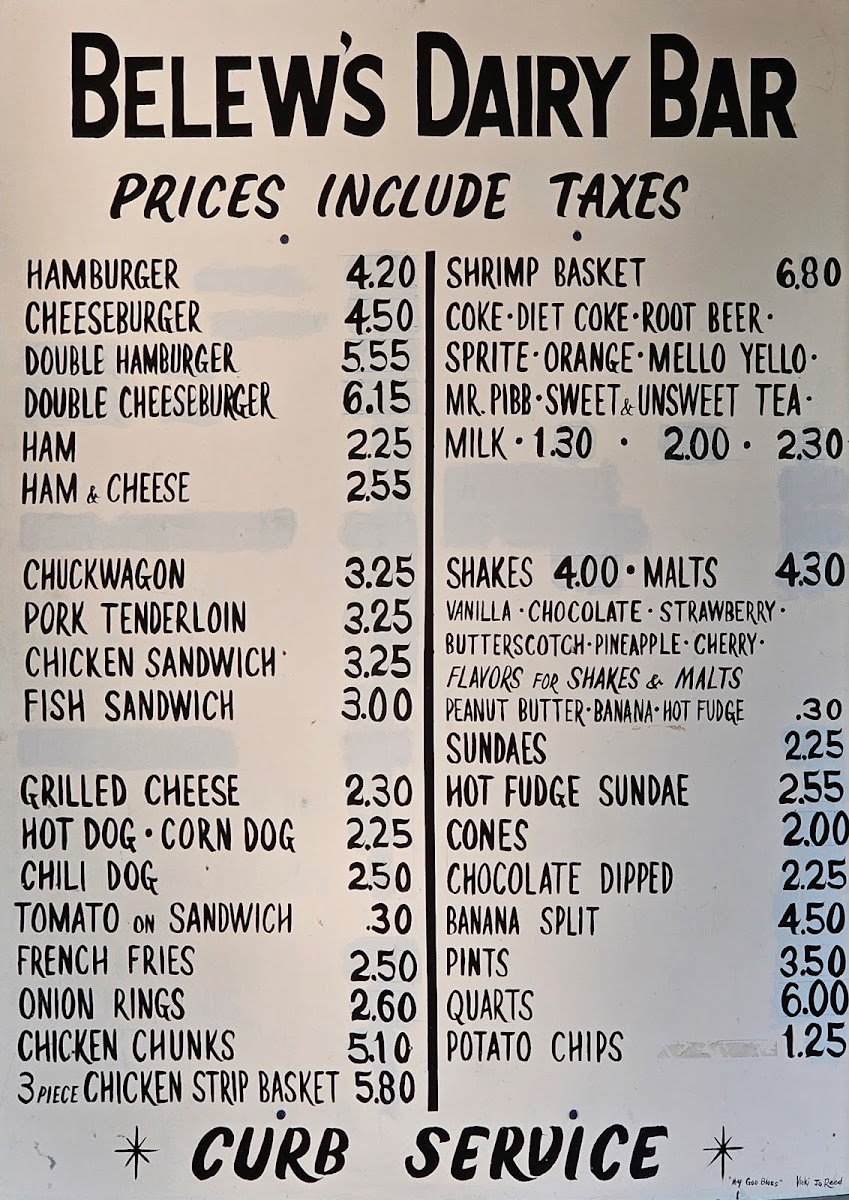 BELEW'S DAIRY BAR
PRICES INCLUDE TAXES
HAMBURGER 4.20
CHEESEBURGER 4.50
DOUBLE HAMBURGER 5.55
DOUBLE CHEESEBURGER 6.15
HAM 2.25
HAM & CHEESE 2.55
CHUCKWAGON 3.25
PORK TENDERLOIN 3.25
CHICKEN SANDWICH 3.25
FISH SANDWICH 3.00
GRILLED CHEESE 2.30
HOT DOG · CORN DOG 2.25
CHILI DOG 2.50
TOMATO ON SANDWICH .30
FRENCH FRIES 2.50
ONION RINGS 2.60
CHICKEN CHUNKS 5.10
3 PIECE CHICKEN STRIP BASKET 5.80
SHRIMP BASKET 6.80
COKE · DIET COKE · ROOT BEER ·
SPRITE · ORANGE · MELLO YELLO ·
MR. PIBB · SWEET & UNSWEET TEA ·
MILK · 1.30 · 2.00 · 2.30
SHAKES 4.00 · MALTS 4.30
VANILLA · CHOCOLATE · STRAWBERRY ·
BUTTERSCOTCH · PINEAPPLE · CHERRY ·
FLAVORS FOR SHAKES & MALTS
PEANUT BUTTER · BANANA · HOT FUDGE .30
SUNDAES 2.25
HOT FUDGE SUNDAE 2.55
CONES 2.00
CHOCOLATE DIPPED 2.25
BANANA SPLIT 4.50
PINTS 3.50
QUARTS 6.00
POTATO CHIPS 1.25
CURB SERVICE